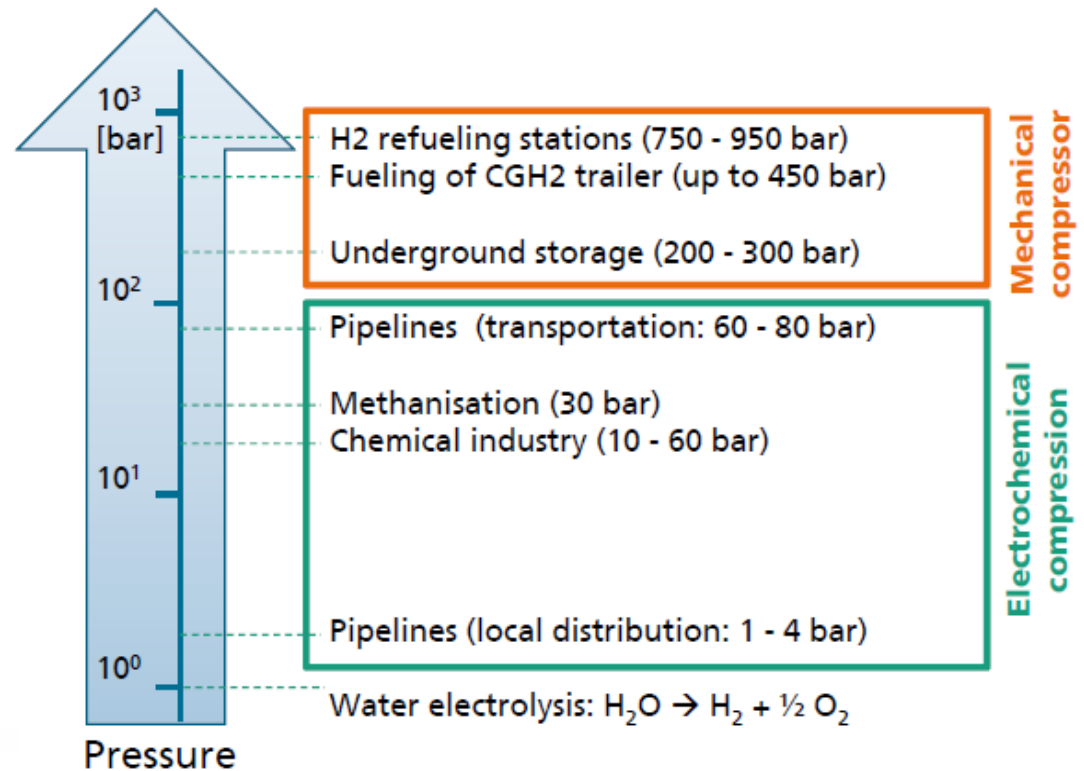 10³
[bar]
H2 refueling stations (750 - 950 bar)
Fueling of CGH2 trailer (up to 450 bar)
Underground storage (200 - 300 bar)
Mechanical
compressor
10²
Pipelines (transportation: 60 - 80 bar)
Methanisation (30 bar)
Chemical industry (10 - 60 bar)
10¹
Pipelines (local distribution: 1 - 4 bar)
Electrochemical
compression
10⁰
Water electrolysis: H₂O → H₂ + ½ O₂
Pressure